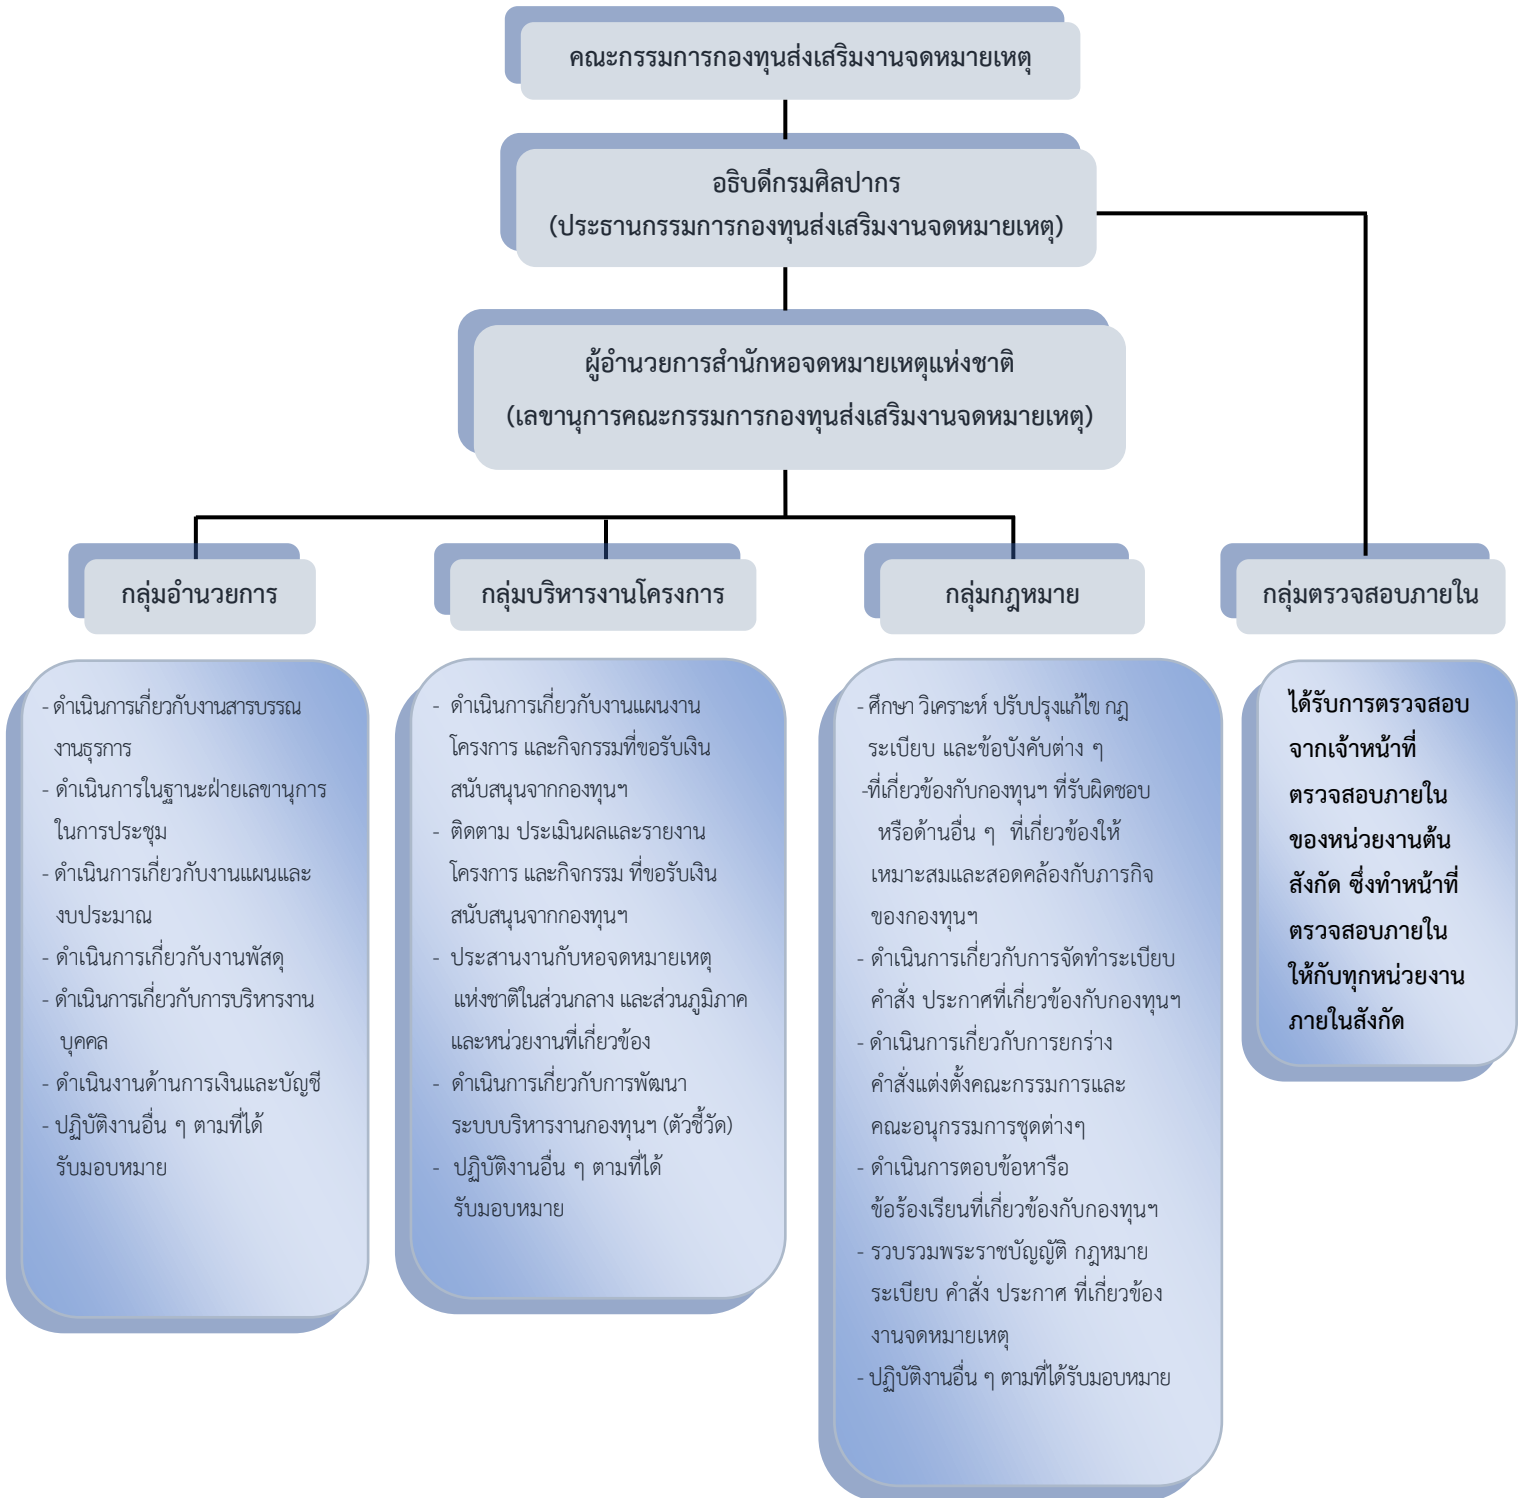 คณะกรรมการกองทุนส่งเสริมงานจดหมายเหตุ
อธิบดีกรมศิลปากร
(ประธานกรรมการกองทุนส่งเสริมงานจดหมายเหตุ)
ผู้อำนวยการสำนักหอจดหมายเหตุแห่งชาติ
(เลขานุการคณะกรรมการกองทุนส่งเสริมงานจดหมายเหตุ)
กลุ่มอำนวยการ
- ดำเนินการเกี่ยวกับงานสารบรรณ
งานธุรการ
- ดำเนินการในฐานะฝ่ายเลขานุการ
ในการประชุม
- ดำเนินการเกี่ยวกับงานแผนและ
งบประมาณ
- ดำเนินการเกี่ยวกับงานพัสดุ
- ดำเนินการเกี่ยวกับการบริหารงาน
บุคคล
- ดำเนินงานด้านการเงินและบัญชี
- ปฏิบัติงานอื่น ๆ ตามที่ได้
รับมอบหมาย
กลุ่มบริหารงานโครงการ
- ดำเนินการเกี่ยวกับงานแผนงาน
โครงการ และกิจกรรมที่ขอรับเงิน
สนับสนุนจากกองทุนฯ
- ติดตาม ประเมินผลและรายงาน
โครงการ และกิจกรรม ที่ขอรับเงิน
สนับสนุนจากกองทุนฯ
- ประสานงานกับหอจดหมายเหตุ
แห่งชาติในส่วนกลาง และส่วนภูมิภาค
และหน่วยงานที่เกี่ยวข้อง
- ดำเนินการเกี่ยวกับการพัฒนา
ระบบบริหารงานกองทุนฯ (ตัวชี้วัด)
- ปฏิบัติงานอื่น ๆ ตามที่ได้
รับมอบหมาย
กลุ่มกฎหมาย
- ศึกษา วิเคราะห์ ปรับปรุงแก้ไข กฎ
ระเบียบ และข้อบังคับต่าง ๆ
-ที่เกี่ยวข้องกับกองทุนฯ ที่รับผิดชอบ
หรือด้านอื่น ๆ ที่เกี่ยวข้องให้
เหมาะสมและสอดคล้องกับภารกิจ
ของกองทุนฯ
- ดำเนินการเกี่ยวกับการจัดทำระเบียบ
คำสั่ง ประกาศที่เกี่ยวข้องกับกองทุนฯ
- ดำเนินการเกี่ยวกับการยกร่าง
คำสั่งแต่งตั้งคณะกรรมการและ
คณะอนุกรรมการชุดต่างๆ
- ดำเนินการตอบข้อหารือ
ข้อร้องเรียนที่เกี่ยวข้องกับกองทุนฯ
- รวบรวมพระราชบัญญัติ กฎหมาย
ระเบียบ คำสั่ง ประกาศ ที่เกี่ยวข้อง
งานจดหมายเหตุ
- ปฏิบัติงานอื่น ๆ ตามที่ได้รับมอบหมาย
กลุ่มตรวจสอบภายใน
ได้รับการตรวจสอบ
จากเจ้าหน้าที่
ตรวจสอบภายใน
ของหน่วยงานต้น
สังกัด ซึ่งทำหน้าที่
ตรวจสอบภายใน
ให้กับทุกหน่วยงาน
ภายในสังกัด